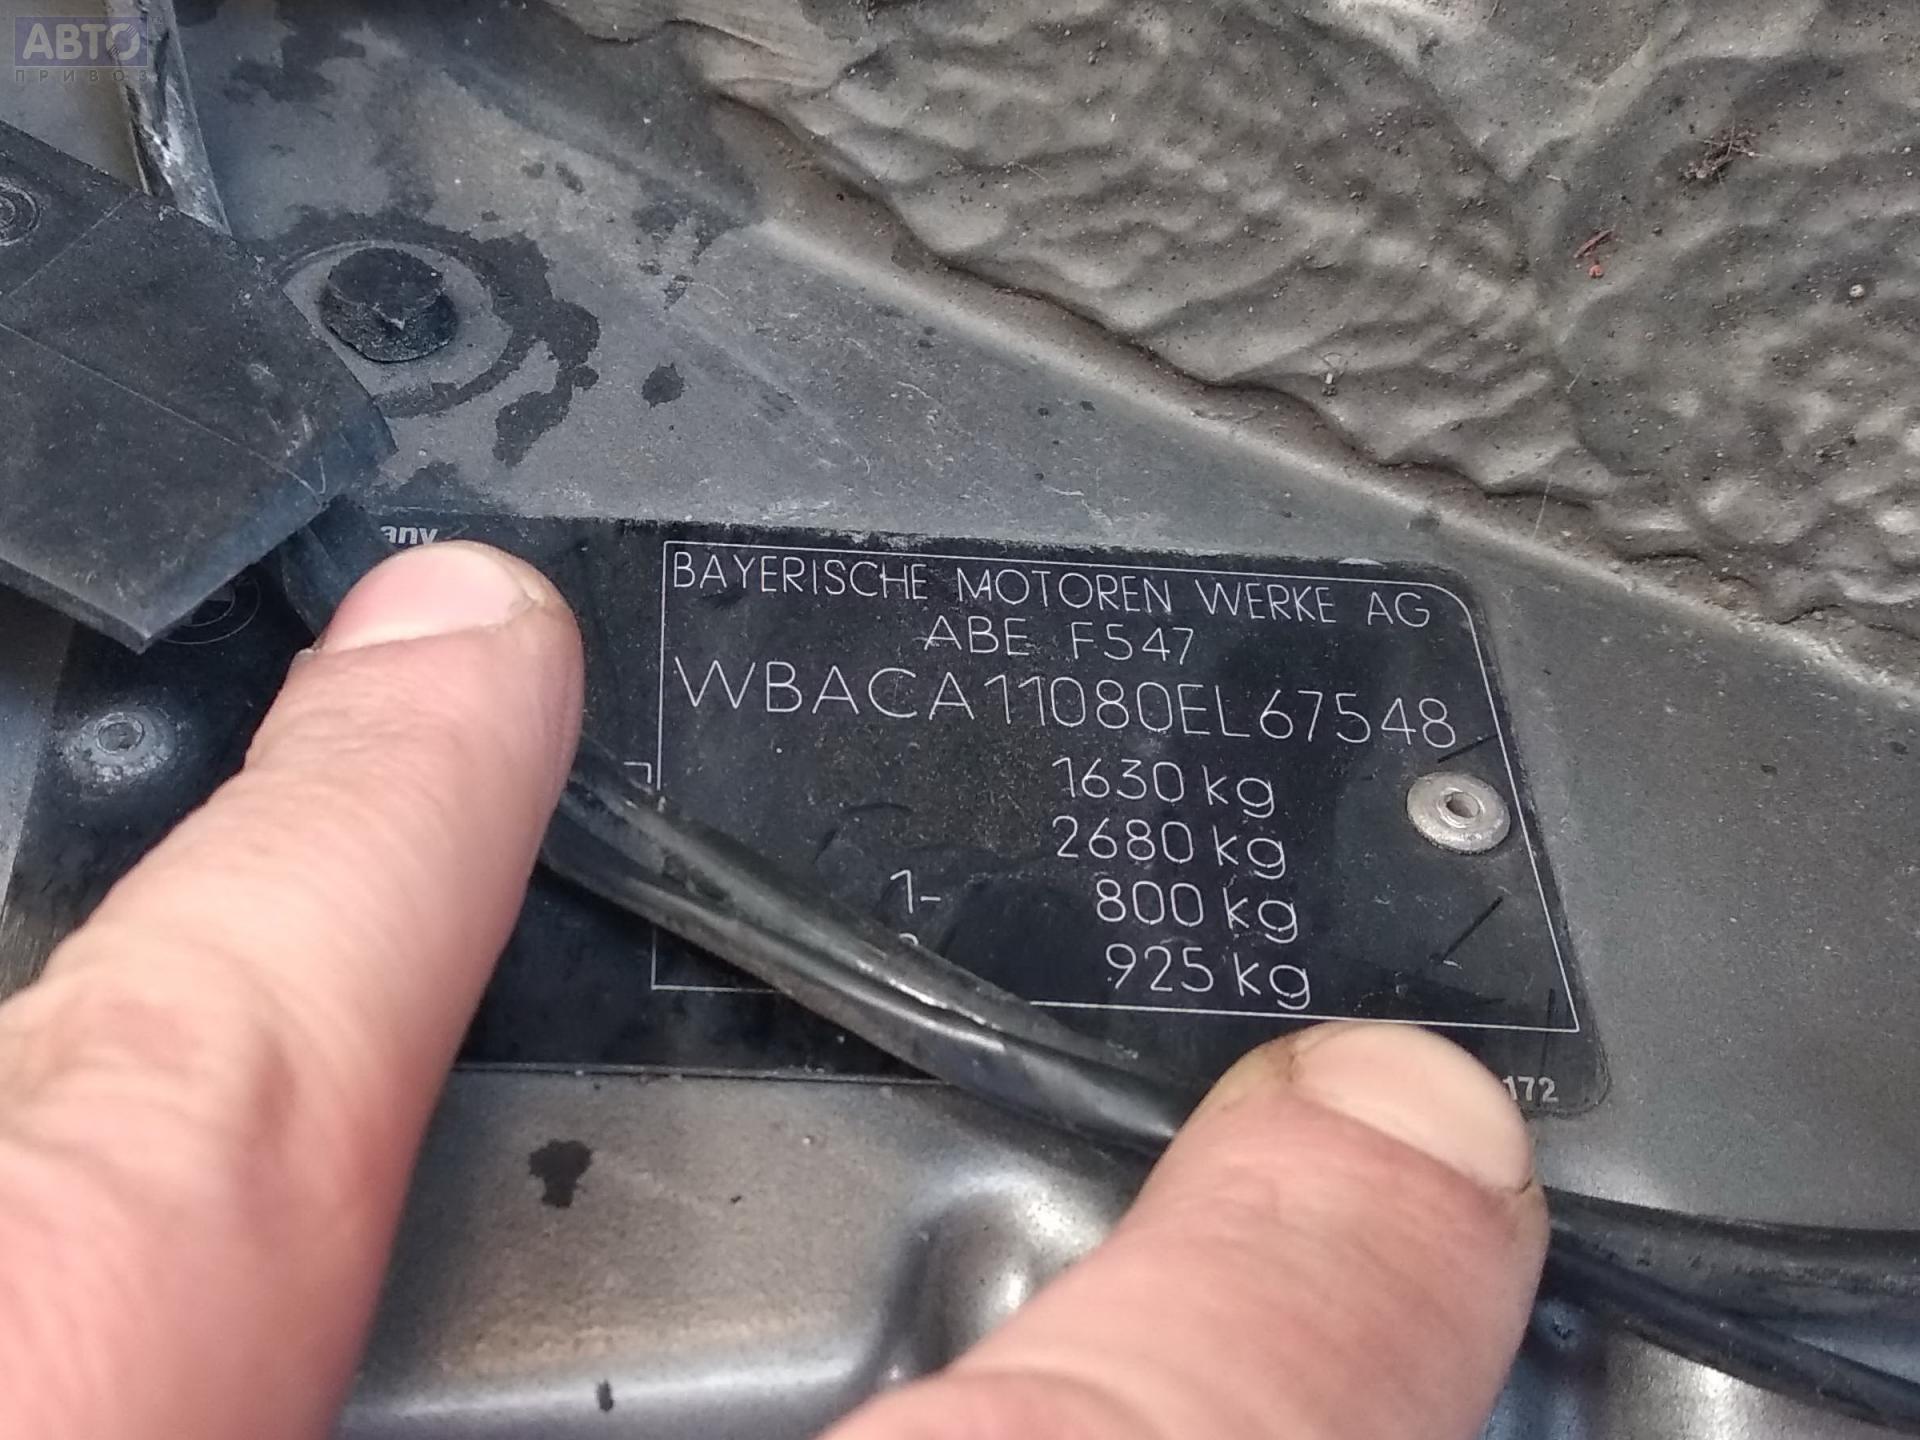 АВТО
ПРИВОЗ
any
BAYERISCHE MOTOREN WERKE AG
ABE F547
WBACA11080EL67548
1630 kg
2680 kg
1- 800 kg
925 kg
172